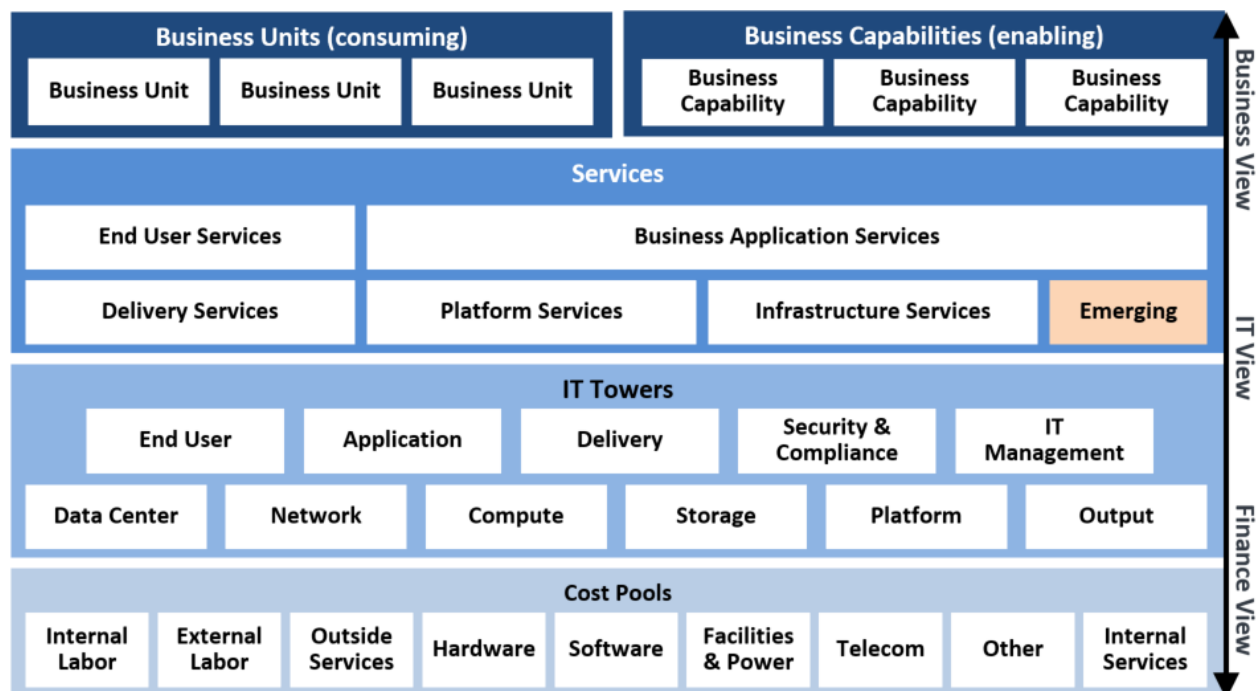 Business Units (consuming)
Business Unit
Business Unit
Business Unit
Business Capabilities (enabling)
Business
Capability
Business
Capability
Business
Capability
Services
End User Services
Business Application Services
Delivery Services
Platform Services
Infrastructure Services
Emerging
IT Towers
End User
Application
Delivery
Security &
Compliance
IT
Management
Data Center
Network
Compute
Storage
Platform
Output
Cost Pools
Internal
Labor
External
Labor
Outside
Services
Hardware
Software
Facilities
& Power
Telecom
Other
Internal
Services
Business View
IT View
Finance View